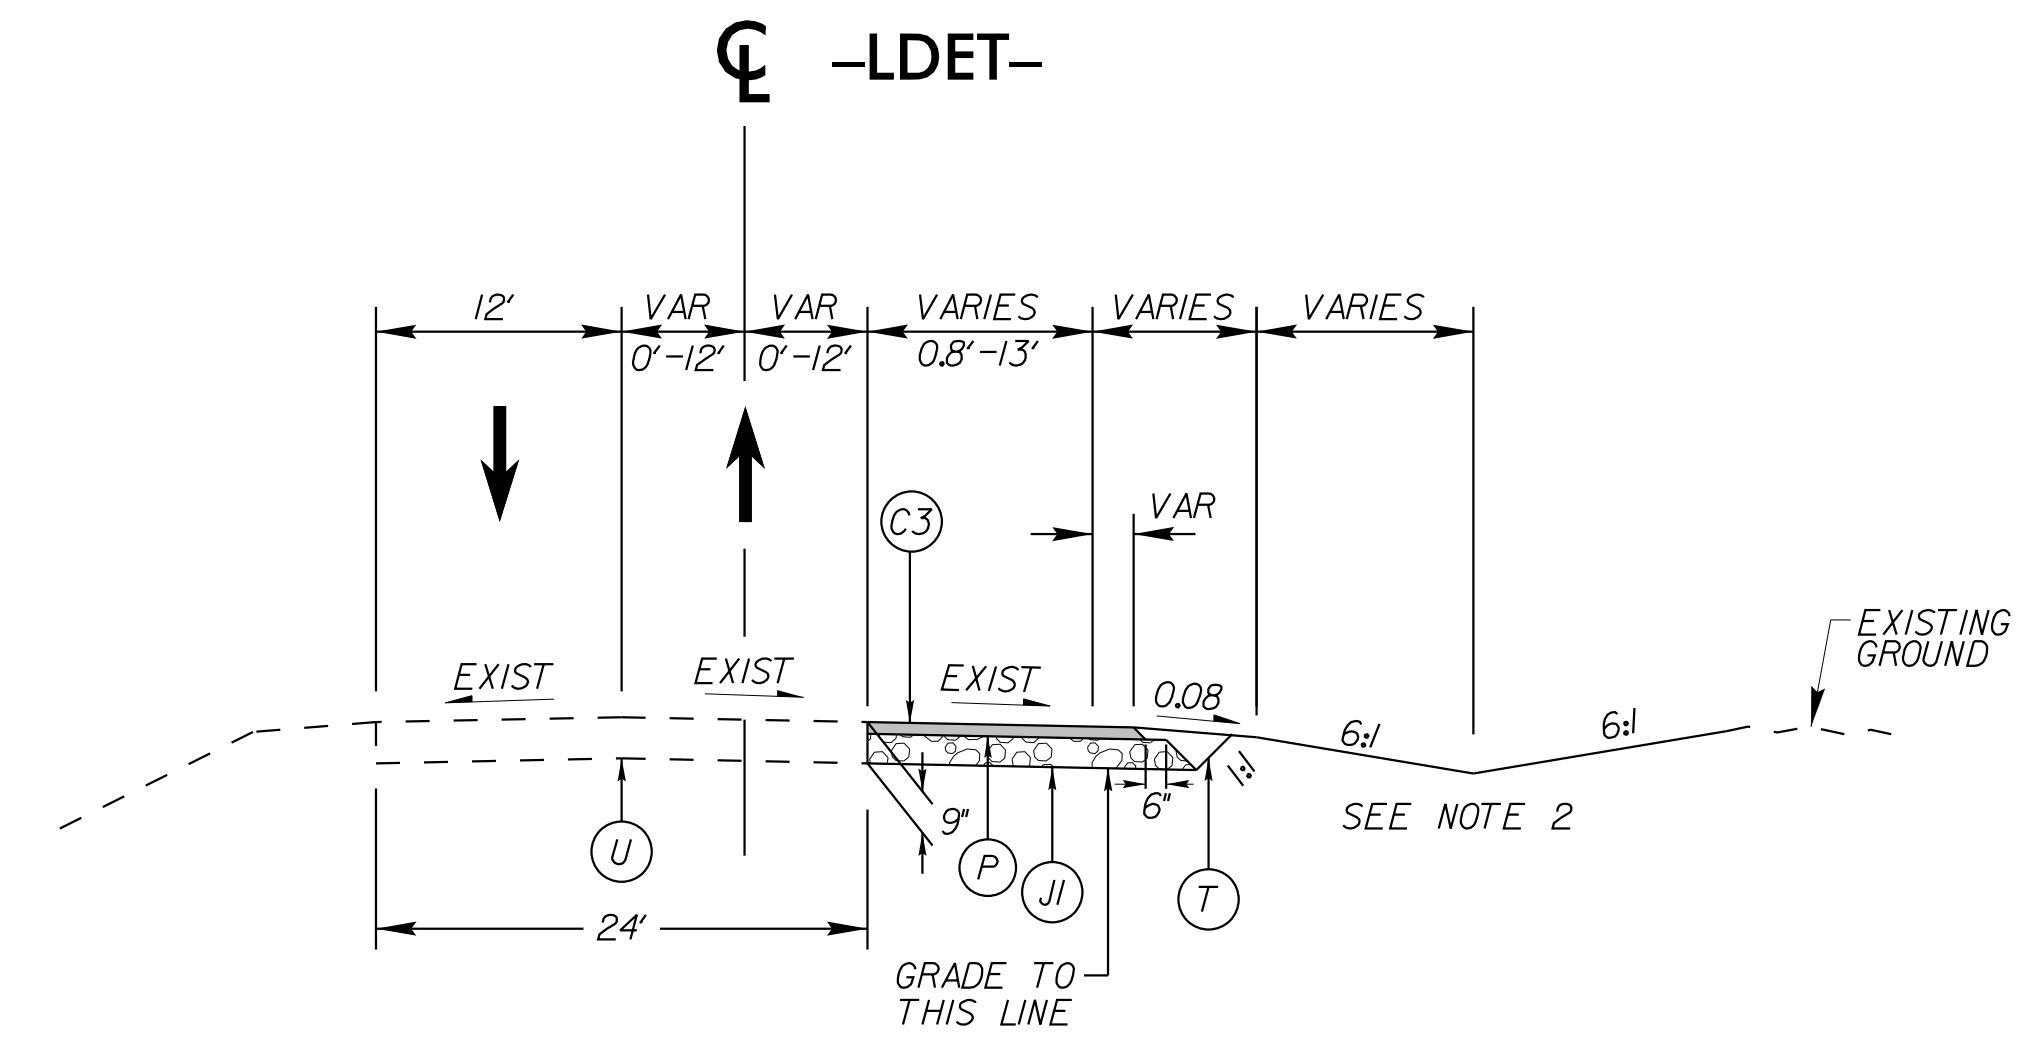 CL -LDET-
12' VAR VAR VARIES VARIES VARIES
0'-12' 0'-12' 0.8'-13'
VAR
C3
EXISTING
GROUND
EXIST EXIST EXIST 0.08
6:1 6:1
1:1
9" 6" SEE NOTE 2
U P J1 T
24'
GRADE TO
THIS LINE